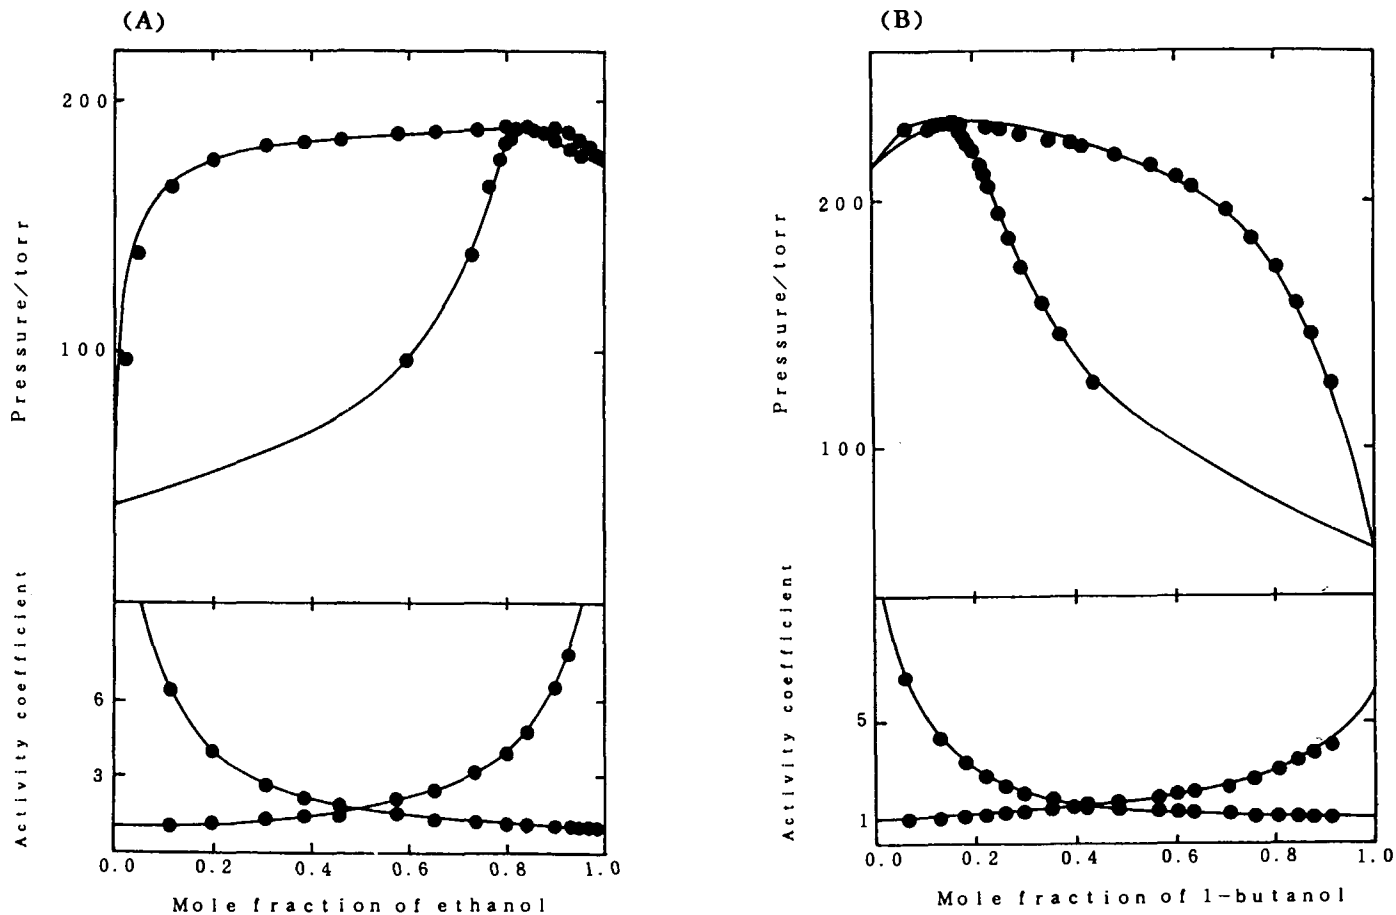 (A)
200
100
Pressure/torr
6
3
Activity coefficient
0.0 0.2 0.4 0.6 0.8 1.0
Mole fraction of ethanol
(B)
200
100
Pressure/torr
5
1
Activity coefficient
0.0 0.2 0.4 0.6 0.8 1.0
Mole fraction of 1-butanol